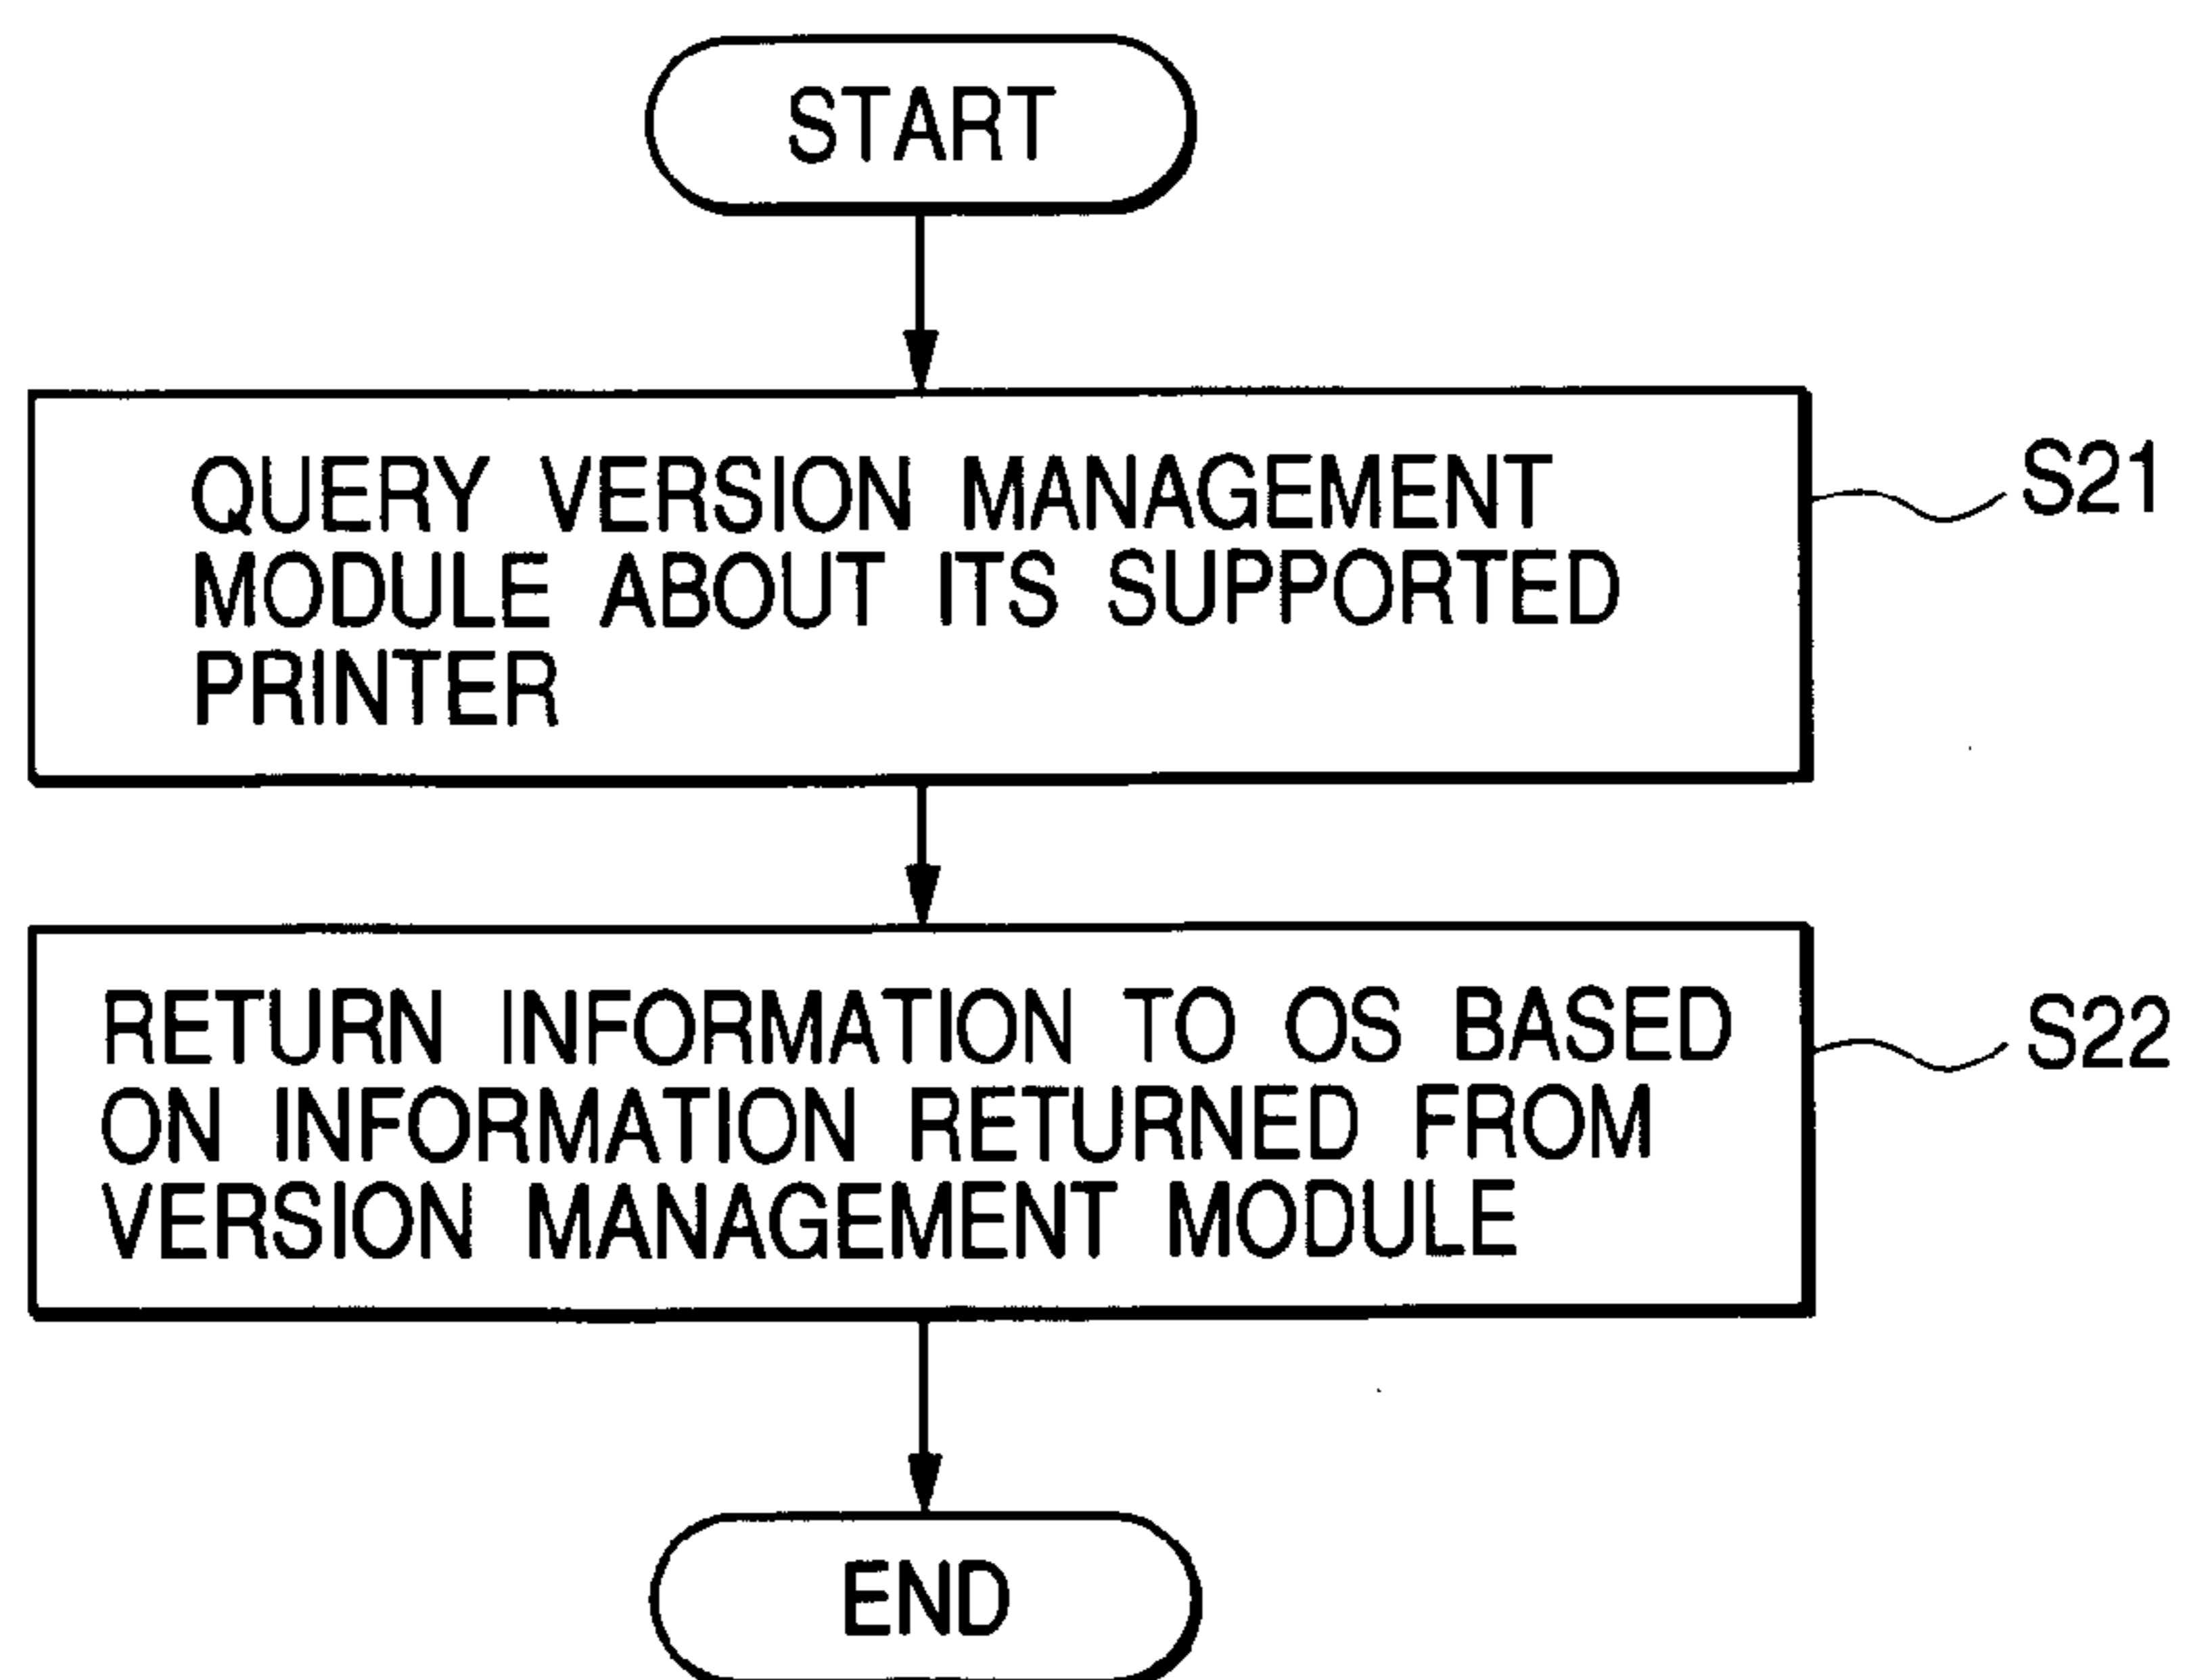 START
QUERY VERSION MANAGEMENT
MODULE ABOUT ITS SUPPORTED
PRINTER
S21
RETURN INFORMATION TO OS BASED
ON INFORMATION RETURNED FROM
VERSION MANAGEMENT MODULE
S22
END